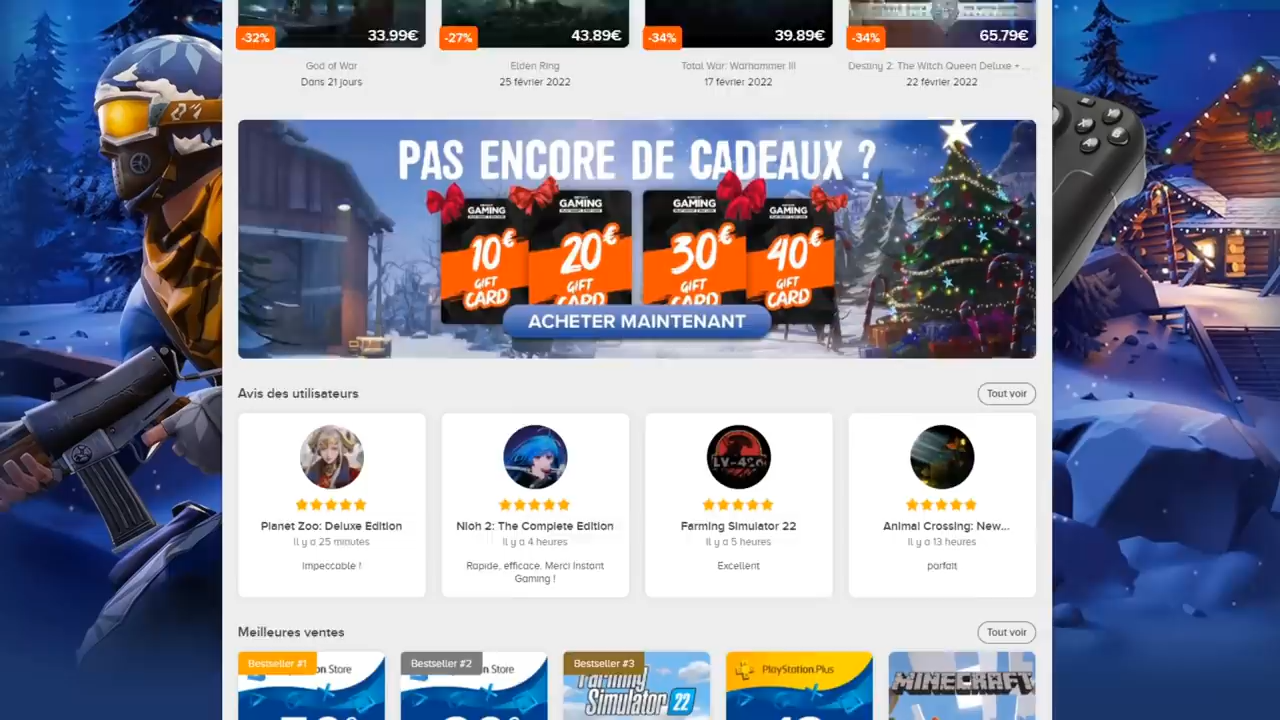 -32% 33.99€ -27% 43.89€ -34% 39.89€ -34% 65.79€
God of War Elden Ring Total War: Warhammer III Destiny 2: The Witch Queen Deluxe + ...
Dans 21 jours 25 février 2022 17 février 2022 22 février 2022
PAS ENCORE DE CADEAUX ?
GAMING GAMING GAMING GAMING
10€ 20€ 30€ 40€
GIFT GIFT GIFT GIFT
CARD CARD CARD CARD
ACHETER MAINTENANT
Avis des utilisateurs Tout voir
Planet Zoo: Deluxe Edition Nioh 2: The Complete Edition Farming Simulator 22 Animal Crossing: New...
Il y a 25 minutes Il y a 4 heures Il y a 5 heures Il y a 13 heures
Impeccable ! Rapide, efficace. Merci Instant Excellent parfait
Gaming !
Meilleures ventes Tout voir
Bestseller #1 Store Bestseller #2 Store Bestseller #3 PlayStation.Plus MINECRAFT
Farming
Simulator 22